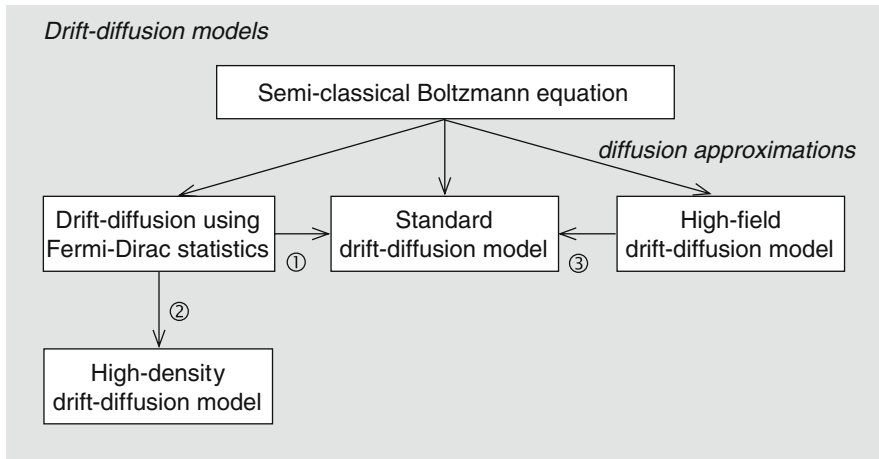 Drift-diffusion models
Semi-classical Boltzmann equation
diffusion approximations
Drift-diffusion using
Fermi-Dirac statistics
①
Standard
drift-diffusion model
③
High-field
drift-diffusion model
②
High-density
drift-diffusion model